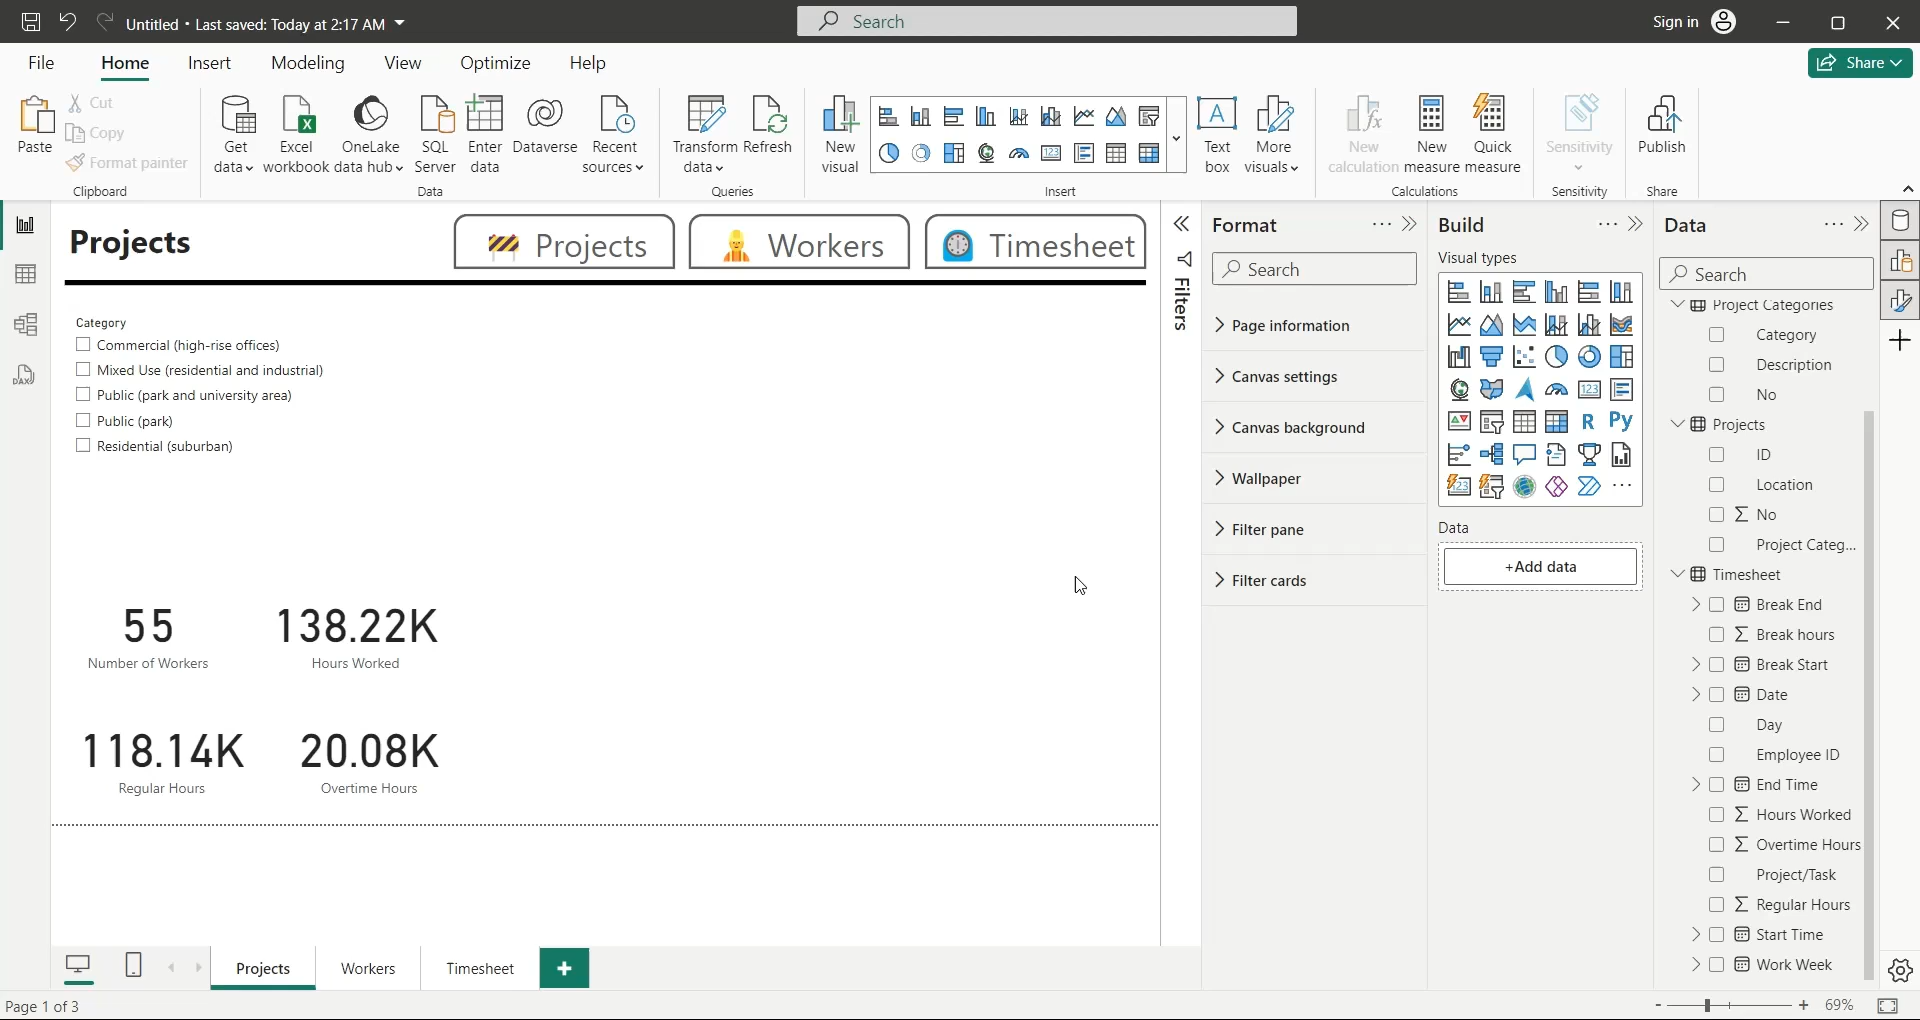 Untitled • Last saved: Today at 2:17 AM
Search
Sign in
File Home Insert Modeling View Optimize Help
Share
Paste
Cut
Copy
Format painter
Clipboard
Get data
Excel workbook
OneLake data hub
SQL Server
Enter data
Dataverse
Recent sources
Data
Transform data
Refresh
Queries
New visual
123
Insert
A
Text box
More visuals
New calculation
New measure
Quick measure
Calculations
Sensitivity
Sensitivity
Publish
Share
DAX
Projects
Projects
Workers
Timesheet
Category
Commercial (high-rise offices)
Mixed Use (residential and industrial)
Public (park and university area)
Public (park)
Residential (suburban)
55
Number of Workers
138.22K
Hours Worked
118.14K
Regular Hours
20.08K
Overtime Hours
Filters
Format
Search
Page information
Canvas settings
Canvas background
Wallpaper
Filter pane
Filter cards
Build
Visual types
123
R Py
123
Data
+Add data
Data
Search
Project Categories
Category
Description
No
Projects
ID
Location
∑ No
Project Categ...
Timesheet
Break End
∑ Break hours
Break Start
Date
Day
Employee ID
End Time
∑ Hours Worked
∑ Overtime Hours
Project/Task
∑ Regular Hours
Start Time
Work Week
Projects Workers Timesheet +
Page 1 of 3
- + 69%